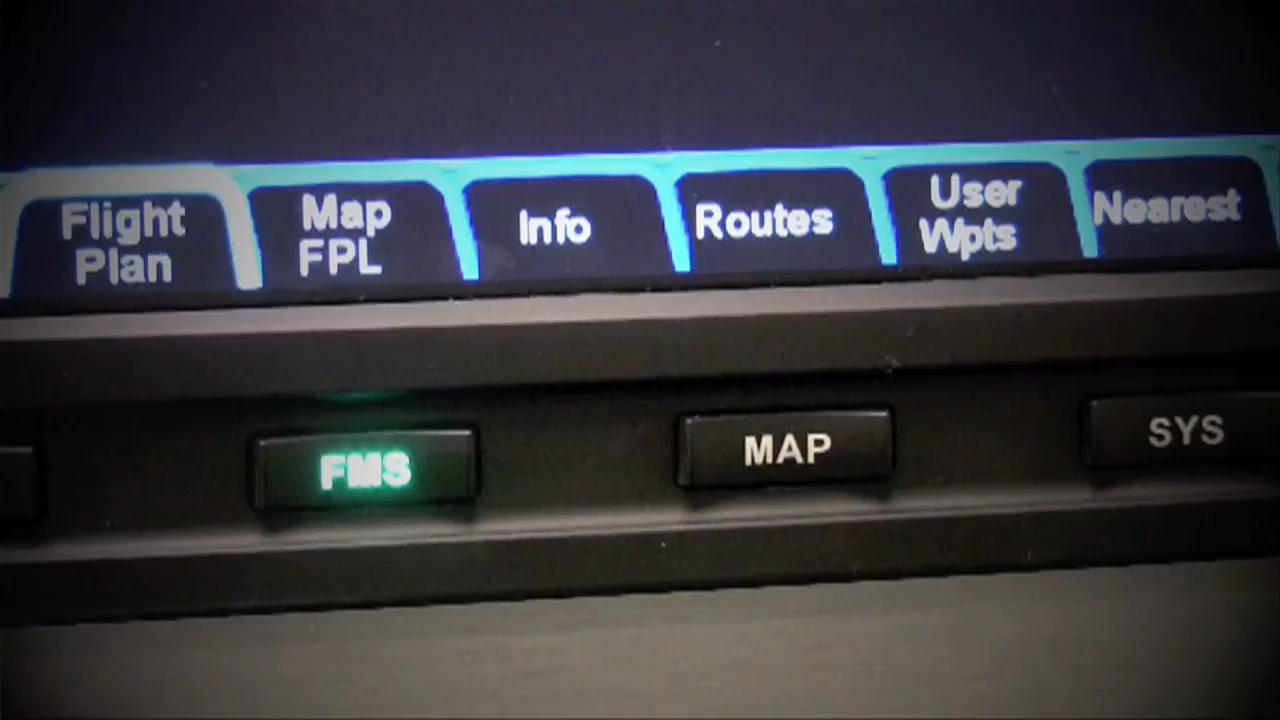 Flight
Plan
Map
FPL
Info
Routes
User
Wpts
Nearest
FMS
MAP
SYS